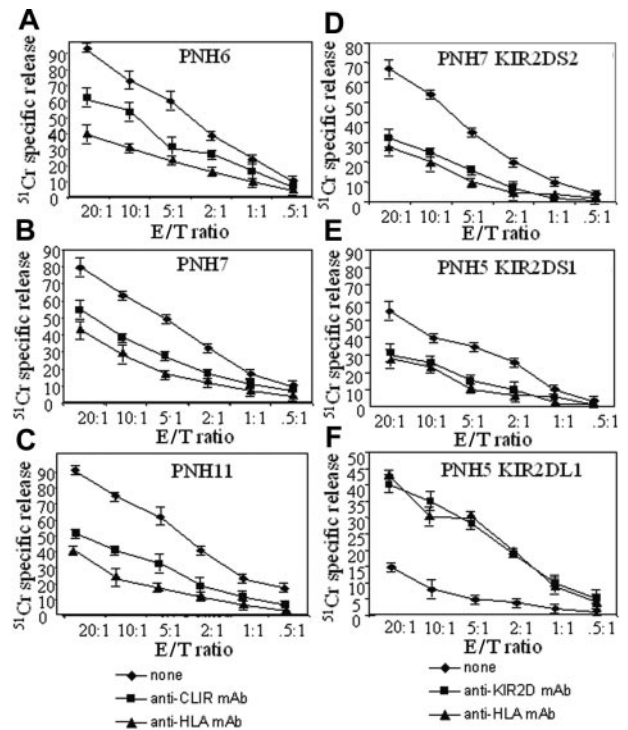 A
PNH6
90
80
70
60
50
40
30
20
10
0
51Cr specific release
20:1 10:1 5:1 2:1 1:1 .5:1
E/T ratio
B
PNH7
90
80
70
60
50
40
30
20
10
0
51Cr specific release
20:1 10:1 5:1 2:1 1:1 .5:1
E/T ratio
C
PNH11
90
80
70
60
50
40
30
20
10
0
51Cr specific release
20:1 10:1 5:1 2:1 1:1 .5:1
E/T ratio
none
anti-CLIR mAb
anti-HLA mAb
D
PNH7 KIR2DS2
80
70
60
50
40
30
20
10
0
51Cr specific release
20:1 10:1 5:1 2:1 1:1 .5:1
E/T ratio
E
PNH5 KIR2DS1
90
80
70
60
50
40
30
20
10
0
51Cr specific release
20:1 10:1 5:1 2:1 1:1 .5:1
E/T ratio
F
PNH5 KIR2DL1
45
40
35
30
25
20
15
10
5
0
51Cr specific release
20:1 10:1 5:1 2:1 1:1 .5:1
E/T ratio
none
anti-KIR2D mAb
anti-HLA mAb